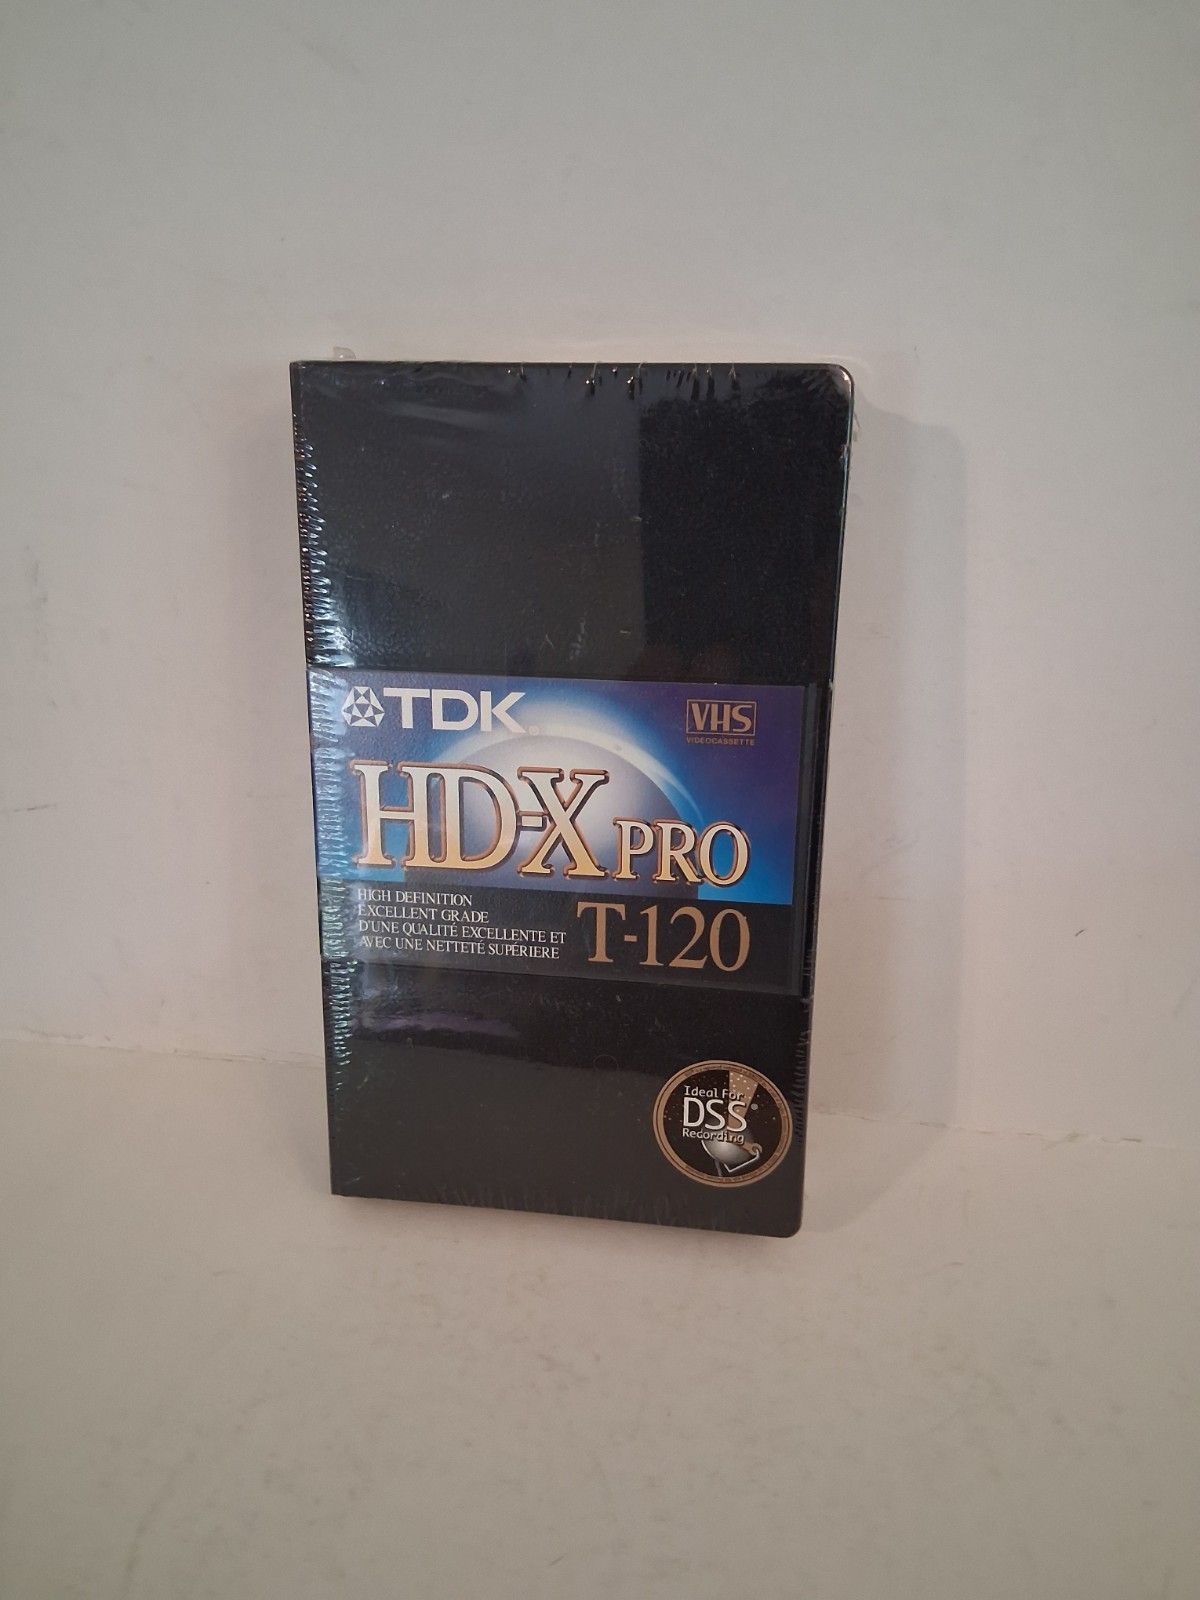 TDK
VHS
VIDEOCASSETTE
HD-X PRO
HIGH DEFINITION
EXCELLENT GRADE
D'UNE QUALITÉ EXCELLENTE ET
AVEC UNE NETTETÉ SUPÉRIERE
T-120
Ideal For
DSS®
Recording